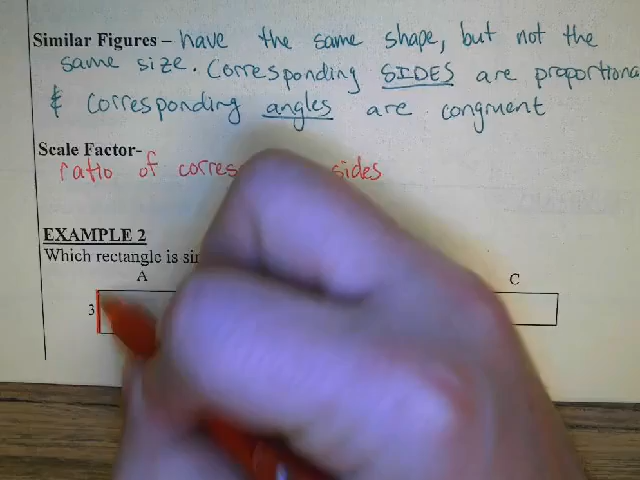 Similar Figures – have the same shape, but not the
same size. Corresponding SIDES are proportiona
& corresponding angles are congruent
Scale Factor-
ratio of corres sides
EXAMPLE 2
Which rectangle is
A
C
3